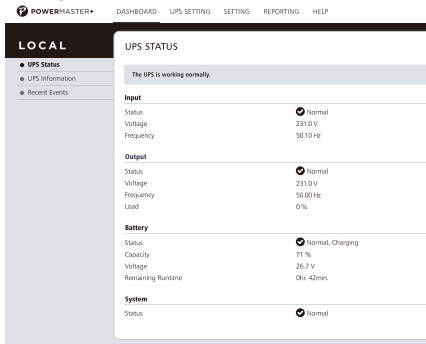 POWERMASTER+ DASHBOARD UPS SETTING SETTING REPORTING HELP
LOCAL
UPS Status
UPS Information
Recent Events
UPS STATUS
The UPS is working normally.
Input
Status Normal
Voltage 231.0 V
Frequency 50.10 Hz
Output
Status Normal
Voltage 231.0 V
Frequency 50.00 Hz
Load 0 %
Battery
Status Normal, Charging
Capacity 71 %
Voltage 26.7 V
Remaining Runtime 0hr. 42min.
System
Status Normal